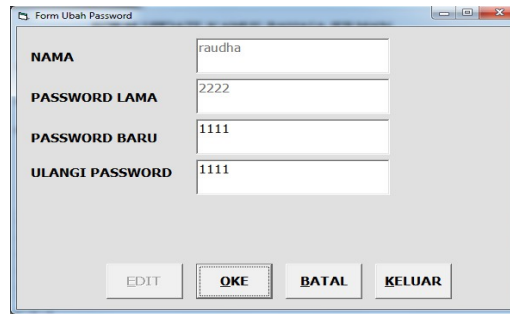 Form Ubah Password
NAMA raudha
PASSWORD LAMA 2222
PASSWORD BARU 1111
ULANGI PASSWORD 1111
EDIT OKE BATAL KELUAR